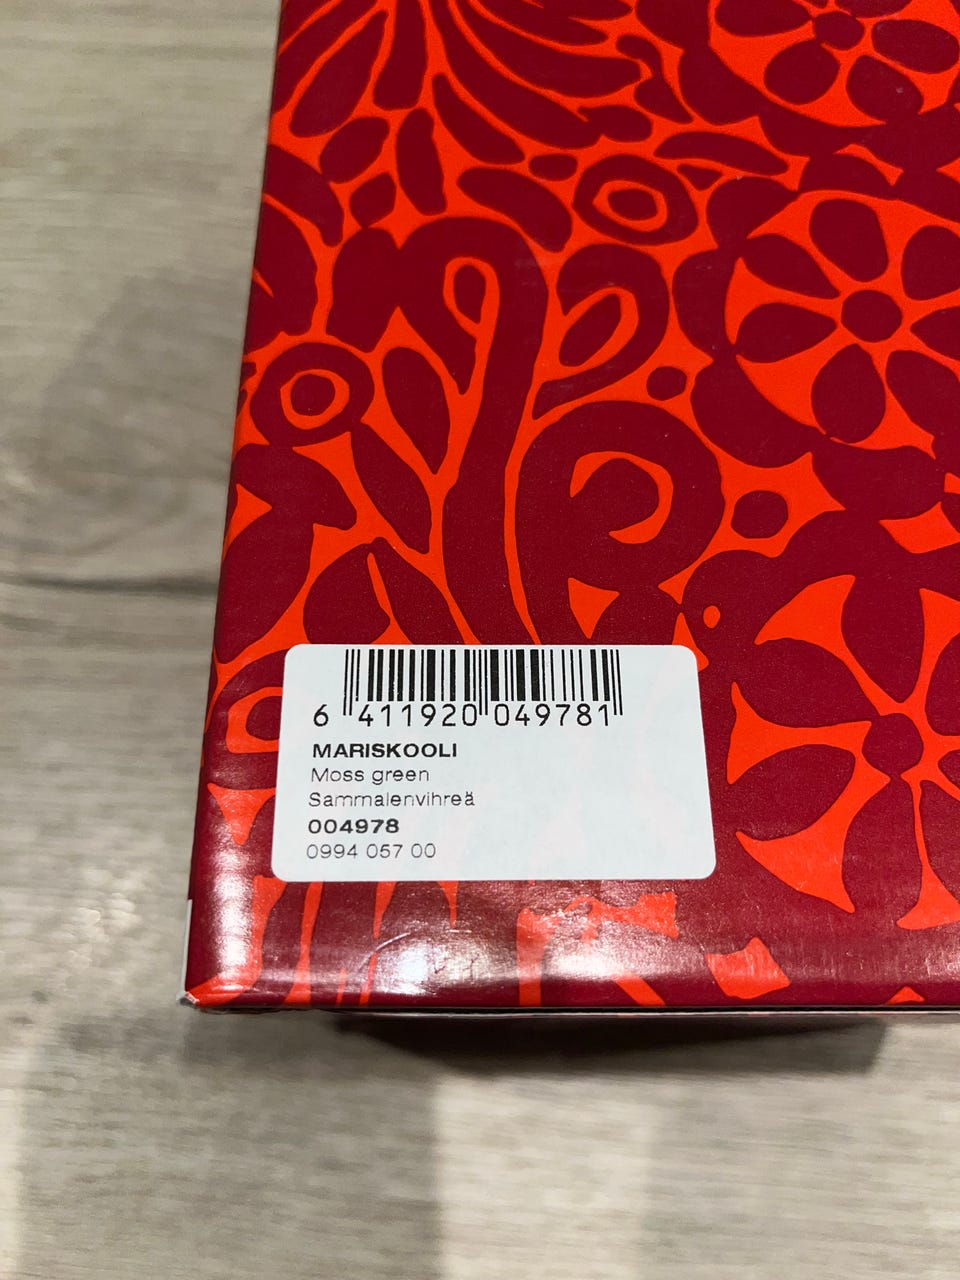 6 411920 049781
MARISKOOLI
Moss green
Sammalenvihreä
004978
0994 057 00